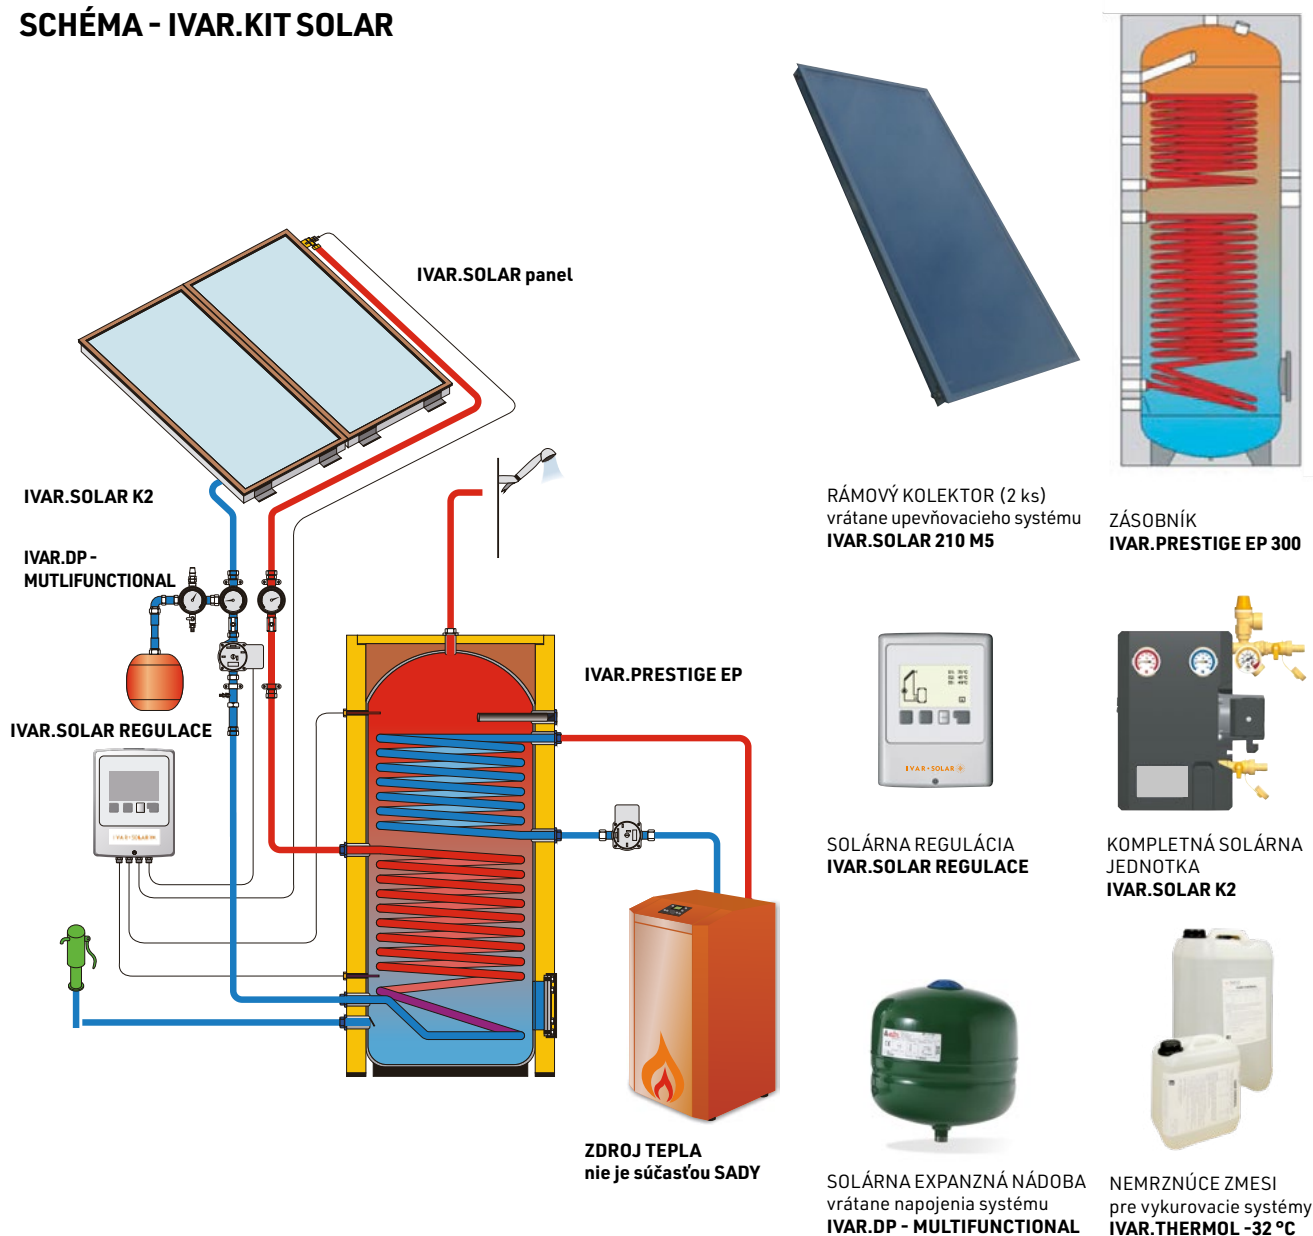 SCHÉMA - IVAR.KIT SOLAR
IVAR.SOLAR panel
IVAR.SOLAR K2
IVAR.DP -
MUTLIFUNCTIONAL
IVAR.PRESTIGE EP
IVAR.SOLAR REGULACE
ZDROJ TEPLA
nie je súčasťou SADY
RÁMOVÝ KOLEKTOR (2 ks)
vrátane upevňovacieho systému
IVAR.SOLAR 210 M5
ZÁSOBNÍK
IVAR.PRESTIGE EP 300
IVAR·SOLAR
SOLÁRNA REGULÁCIA
IVAR.SOLAR REGULACE
KOMPLETNÁ SOLÁRNA
JEDNOTKA
IVAR.SOLAR K2
SOLÁRNA EXPANZNÁ NÁDOBA
vrátane napojenia systému
IVAR.DP - MULTIFUNCTIONAL
NEMRZNÚCE ZMESI
pre vykurovacie systémy
IVAR.THERMOL -32 °C